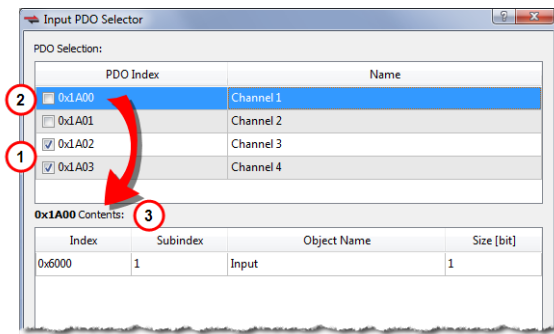 Input PDO Selector
PDO Selection:
PDO Index Name
2 0x1A00 Channel 1
0x1A01 Channel 2
1 0x1A02 Channel 3
0x1A03 Channel 4
0x1A00 Contents: 3
Index Subindex Object Name Size [bit]
0x6000 1 Input 1